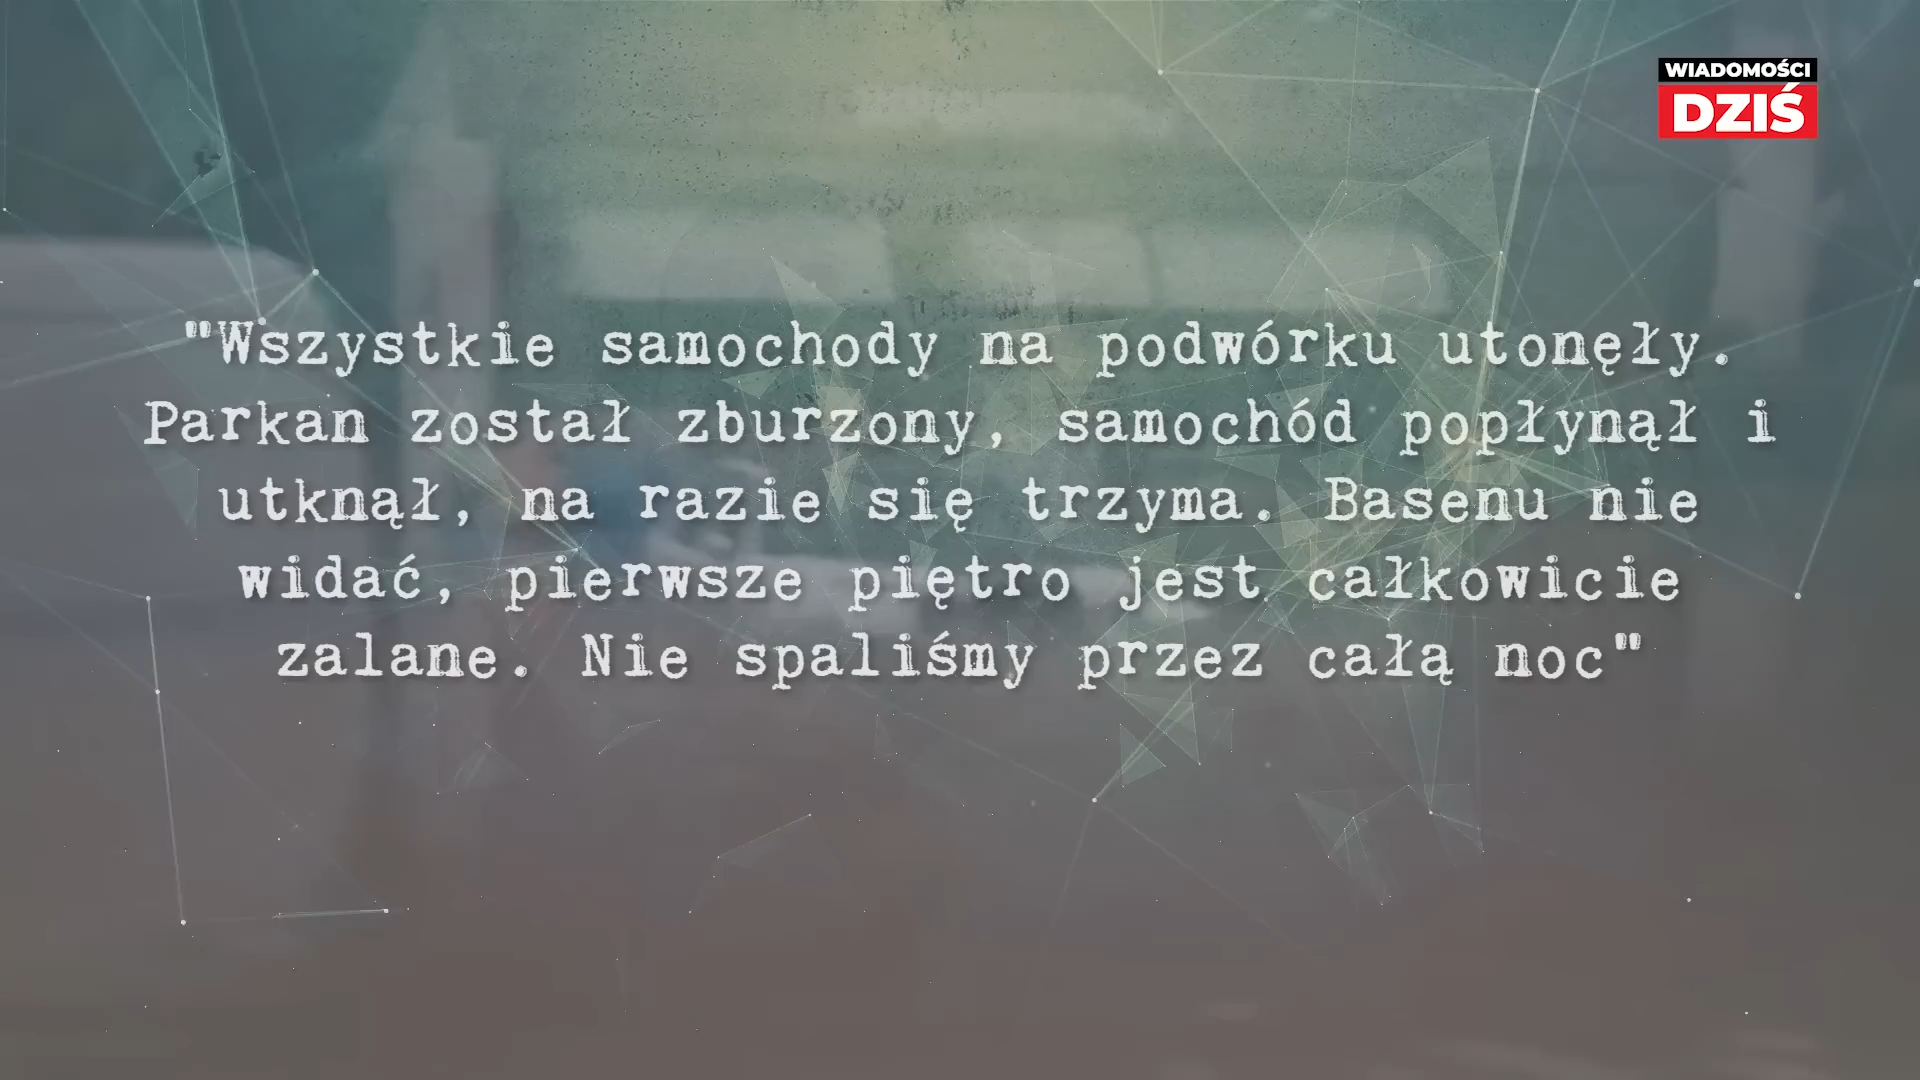 WIADOMOŚCI
DZIŚ
"Wszystkie samochody na podwórku utonęły.
Parkan został zburzony, samochód popłynął i
utknął, na razie się trzyma. Basenu nie
widać, pierwsze piętro jest całkowicie
zalane. Nie spaliśmy przez całą noc"